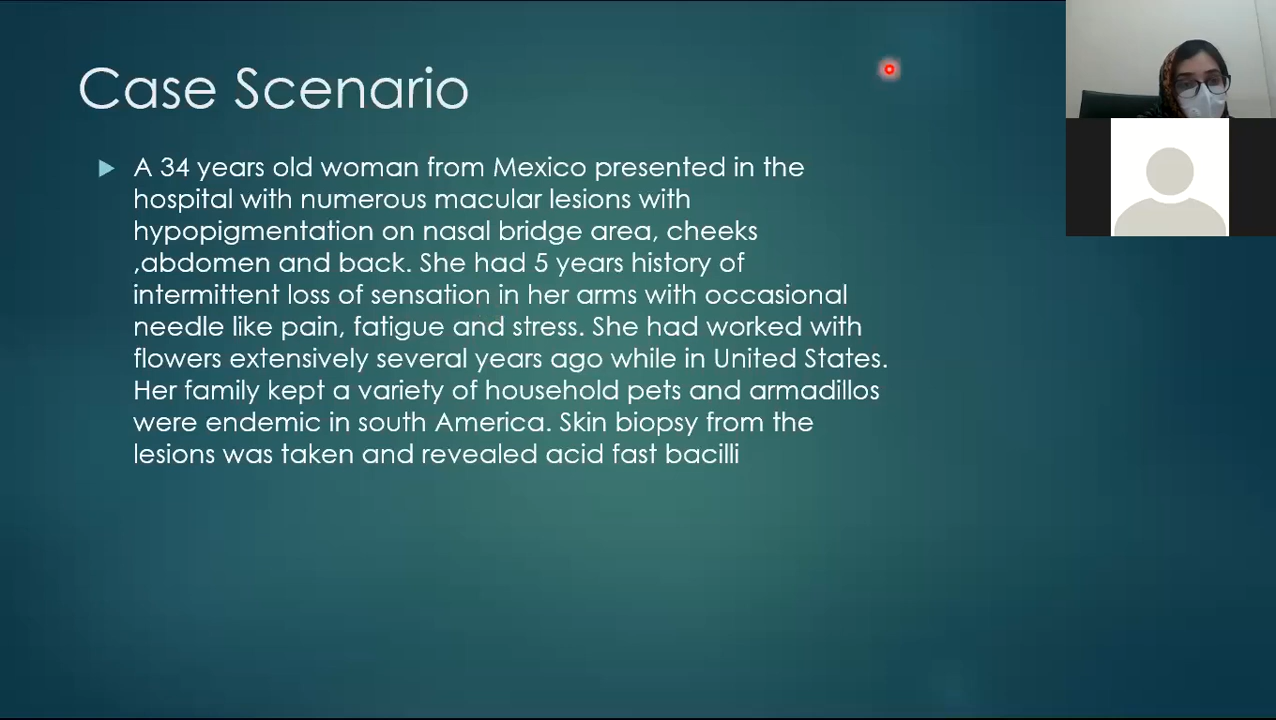 Case Scenario
A 34 years old woman from Mexico presented in the
hospital with numerous macular lesions with
hypopigmentation on nasal bridge area, cheeks
,abdomen and back. She had 5 years history of
intermittent loss of sensation in her arms with occasional
needle like pain, fatigue and stress. She had worked with
flowers extensively several years ago while in United States.
Her family kept a variety of household pets and armadillos
were endemic in south America. Skin biopsy from the
lesions was taken and revealed acid fast bacilli